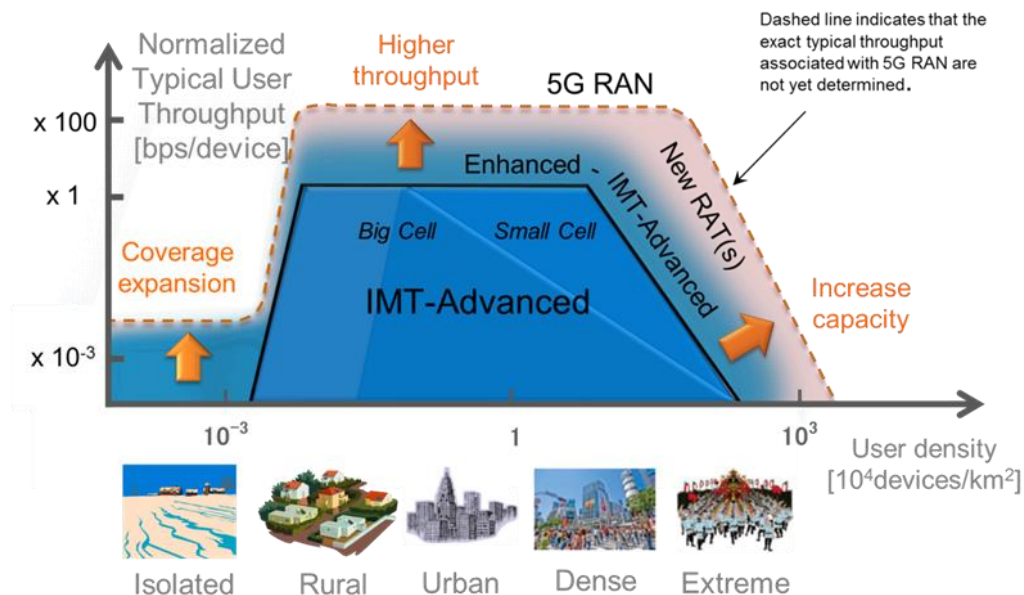 Normalized
Typical User
Throughput
[bps/device]
Higher
throughput
5G RAN
Dashed line indicates that the
exact typical throughput
associated with 5G RAN are
not yet determined.
x 100
x 1
x 10⁻³
Coverage
expansion
Enhanced -
IMT-Advanced
New RAT(s)
Big Cell
Small Cell
IMT-Advanced
Increase
capacity
10⁻³
1
10³
User density
[10⁴devices/km²]
Isolated
Rural
Urban
Dense
Extreme